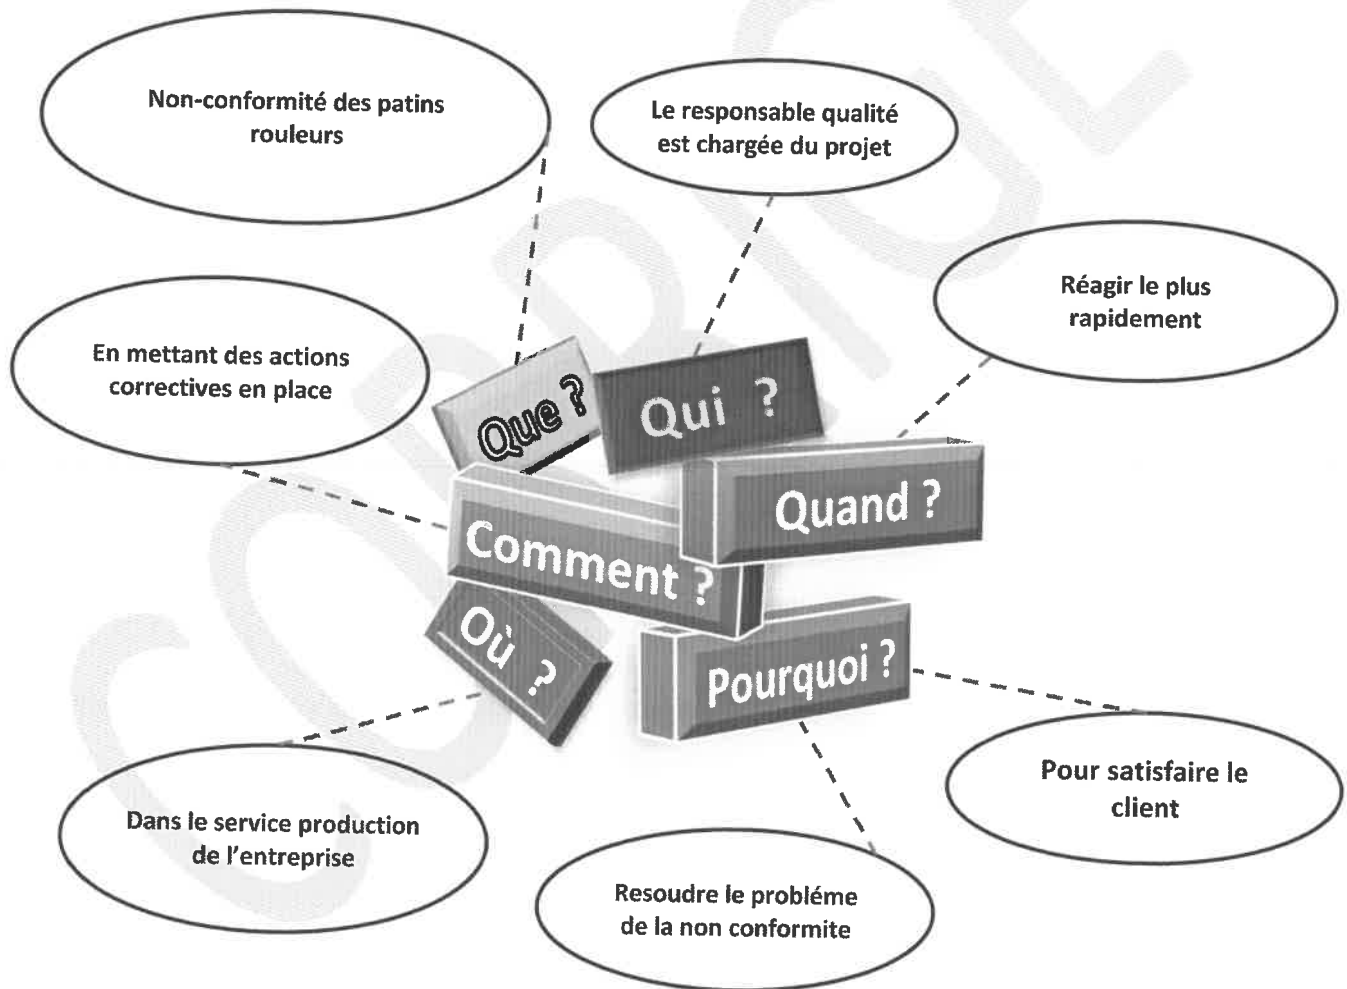 Non-conformité des patins
rouleurs
Le responsable qualité
est chargée du projet
Réagir le plus
rapidement
En mettant des actions
correctives en place
Que ?
Qui ?
Quand ?
Comment ?
Où ?
Pourquoi ?
Pour satisfaire le
client
Dans le service production
de l'entreprise
Resoudre le probléme
de la non conformite
CORRIGE